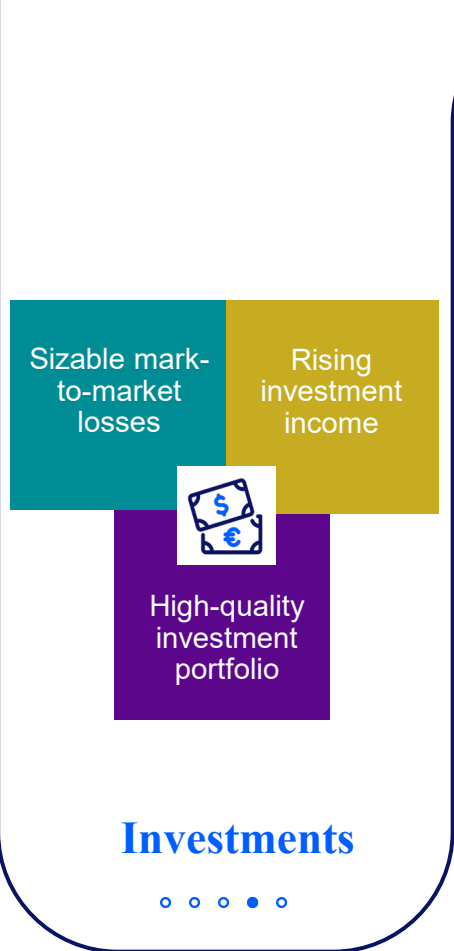 Sizable mark-
to-market
losses
Rising
investment
income
$
€
High-quality
investment
portfolio
Investments